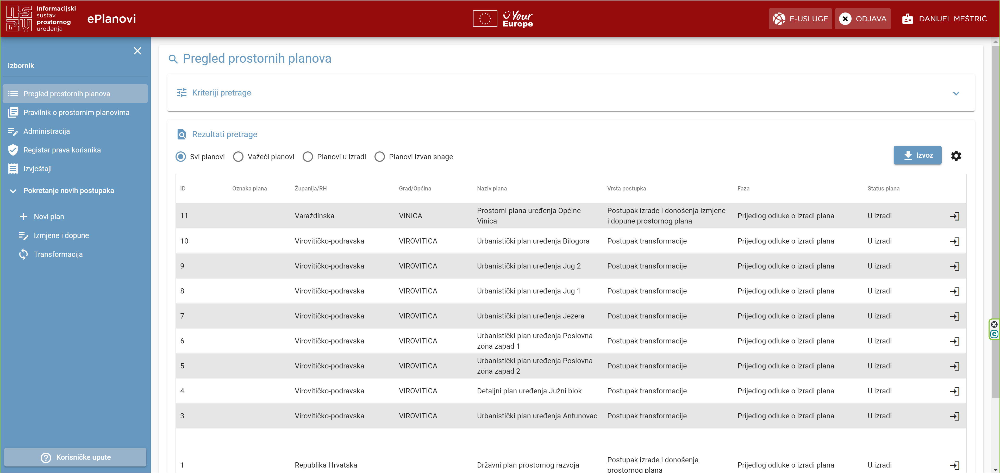 Informacijski
sustav
prostornog
uređenja
ePlanovi
Your
Europe
E-USLUGE
ODJAVA
DANIJEL MEŠTRIĆ
Izbornik
Pregled prostornih planova
Pravilnik o prostornim planovima
Administracija
Registar prava korisnika
Izvještaji
Pokretanje novih postupaka
Novi plan
Izmjene i dopune
Transformacija
Korisničke upute
Pregled prostornih planova
Kriteriji pretrage
Rezultati pretrage
Svi planovi Važeći planovi Planovi u izradi Planovi izvan snage
Izvoz
ID Oznaka plana Županija/RH Grad/Općina Naziv plana Vrsta postupka Faza Status plana
11 Varaždinska VINICA Prostorni plana uređenja Općine Vinica Postupak izrade i donošenja izmjene i dopune prostornog plana Prijedlog odluke o izradi plana U izradi
10 Virovitičko-podravska VIROVITICA Urbanistički plan uređenja Bilogora Postupak transformacije Prijedlog odluke o izradi plana U izradi
9 Virovitičko-podravska VIROVITICA Urbanistički plan uređenja Jug 2 Postupak transformacije Prijedlog odluke o izradi plana U izradi
8 Virovitičko-podravska VIROVITICA Urbanistički plan uređenja Jug 1 Postupak transformacije Prijedlog odluke o izradi plana U izradi
7 Virovitičko-podravska VIROVITICA Urbanistički plan uređenja Jezera Postupak transformacije Prijedlog odluke o izradi plana U izradi
6 Virovitičko-podravska VIROVITICA Urbanistički plan uređenja Poslovna zona zapad 1 Postupak transformacije Prijedlog odluke o izradi plana U izradi
5 Virovitičko-podravska VIROVITICA Urbanistički plan uređenja Poslovna zona zapad 2 Postupak transformacije Prijedlog odluke o izradi plana U izradi
4 Virovitičko-podravska VIROVITICA Detaljni plan uređenja Južni blok Postupak transformacije Prijedlog odluke o izradi plana U izradi
3 Virovitičko-podravska VIROVITICA Urbanistički plan uređenja Antunovac Postupak transformacije Prijedlog odluke o izradi plana U izradi
1 Republika Hrvatska Državni plan prostornog razvoja Postupak izrade i donošenja prostornog plana Prijedlog odluke o izradi plana U izradi